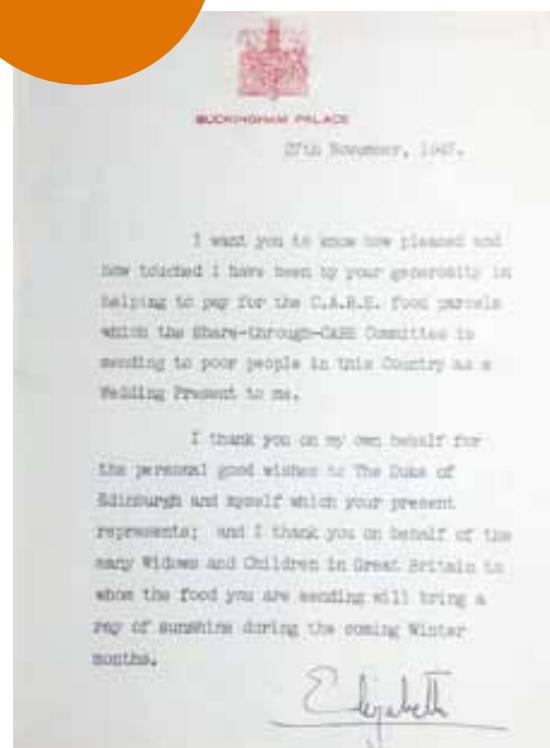 BUCKINGHAM PALACE
27th November, 1947.
I want you to know how pleased and
how touched I have been by your generosity in
helping to pay for the C.A.R.E. food parcels
which the Share-through-CARE Committee is
sending to poor people in this Country as a
Wedding Present to me.
I thank you on my own behalf for
the personal good wishes to The Duke of
Edinburgh and myself which your present
represents; and I thank you on behalf of the
many Widows and Children in Great Britain to
whom the food you are sending will bring a
ray of sunshine during the coming Winter
months.
Elizabeth